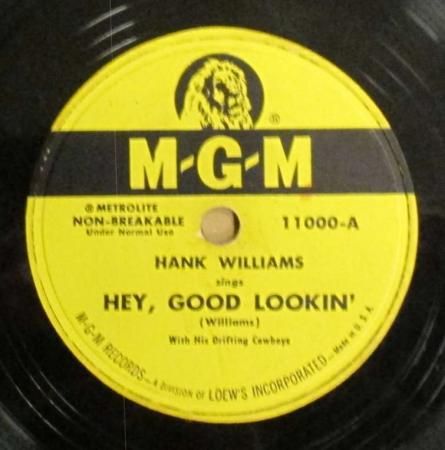 ®
M-G-M
® METROLITE
NON-BREAKABLE
Under Normal Use
11000-A
HANK WILLIAMS
sings
HEY, GOOD LOOKIN'
(Williams)
With His Drifting Cowboys
M-G-M RECORDS—A DIVISION OF LOEW'S INCORPORATED—Made in U.S.A.